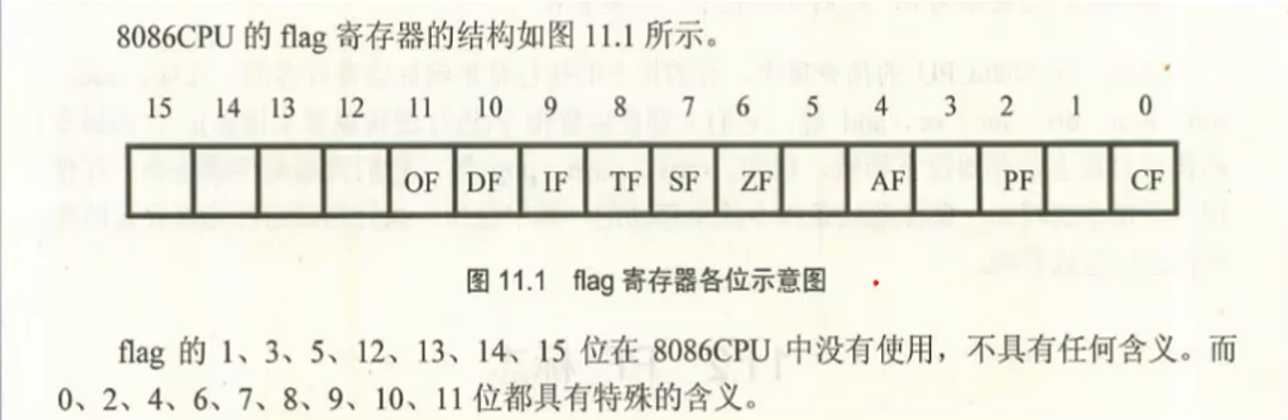 8086CPU 的 flag 寄存器的结构如图 11.1 所示。
15 14 13 12 11 10 9 8 7 6 5 4 3 2 1 0
OF DF IF TF SF ZF AF PF CF
图 11.1 flag 寄存器各位示意图
flag 的 1、3、5、12、13、14、15 位在 8086CPU 中没有使用，不具有任何含义。而
0、2、4、6、7、8、9、10、11 位都具有特殊的含义。